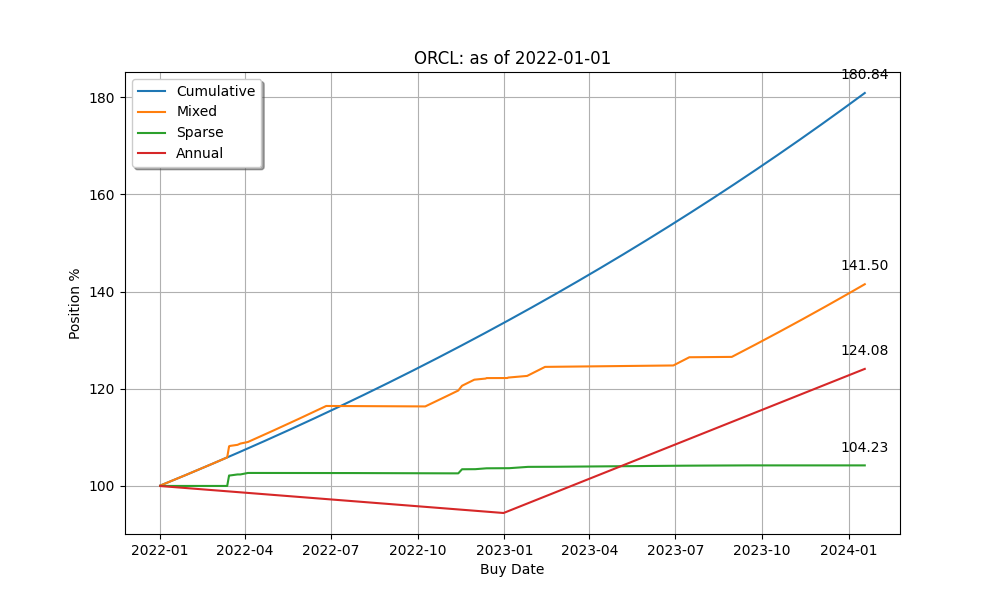 ORCL: as of 2022-01-01
180.84
Cumulative
Mixed
Sparse
Annual
180
160
141.50
140
124.08
120
104.23
100
Position %
2022-01 2022-04 2022-07 2022-10 2023-01 2023-04 2023-07 2023-10 2024-01
Buy Date